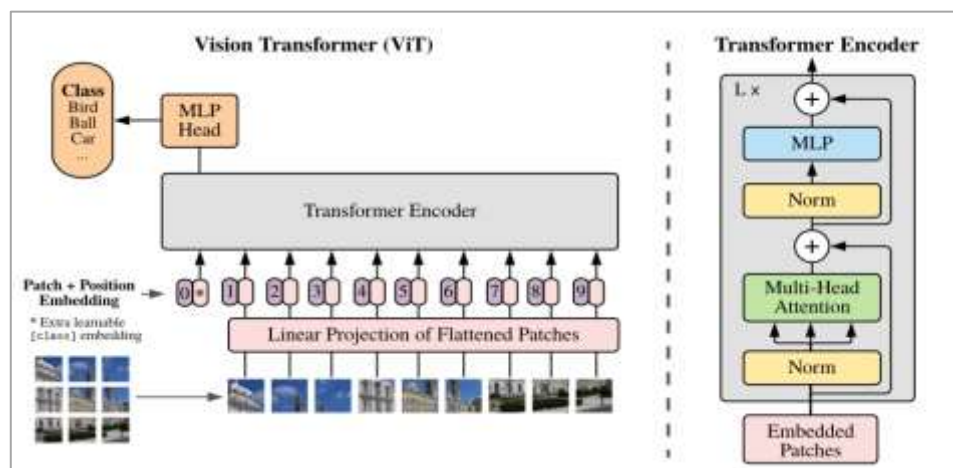 Vision Transformer (ViT)
Class
Bird
Ball
Car
...
MLP
Head
Transformer Encoder
Patch + Position
Embedding
* Extra learnable
[class] embedding
0 * 1 2 3 4 5 6 7 8 9
Linear Projection of Flattened Patches
Transformer Encoder
L ×
+
MLP
Norm
+
Multi-Head
Attention
Norm
Embedded
Patches